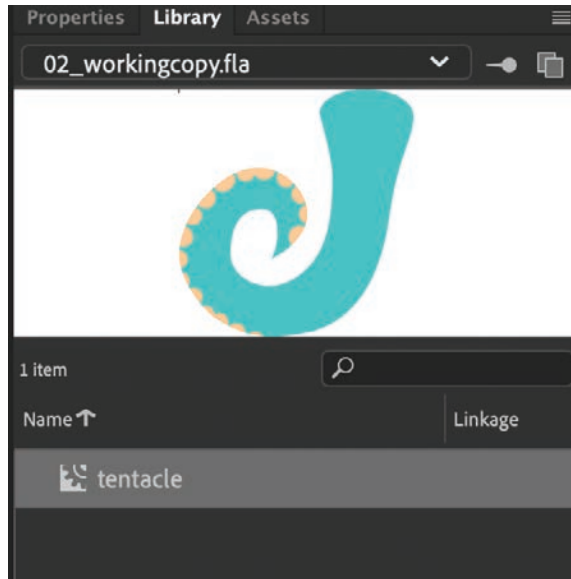 Properties Library Assets
02_workingcopy.fla
1 item
Name Linkage
tentacle